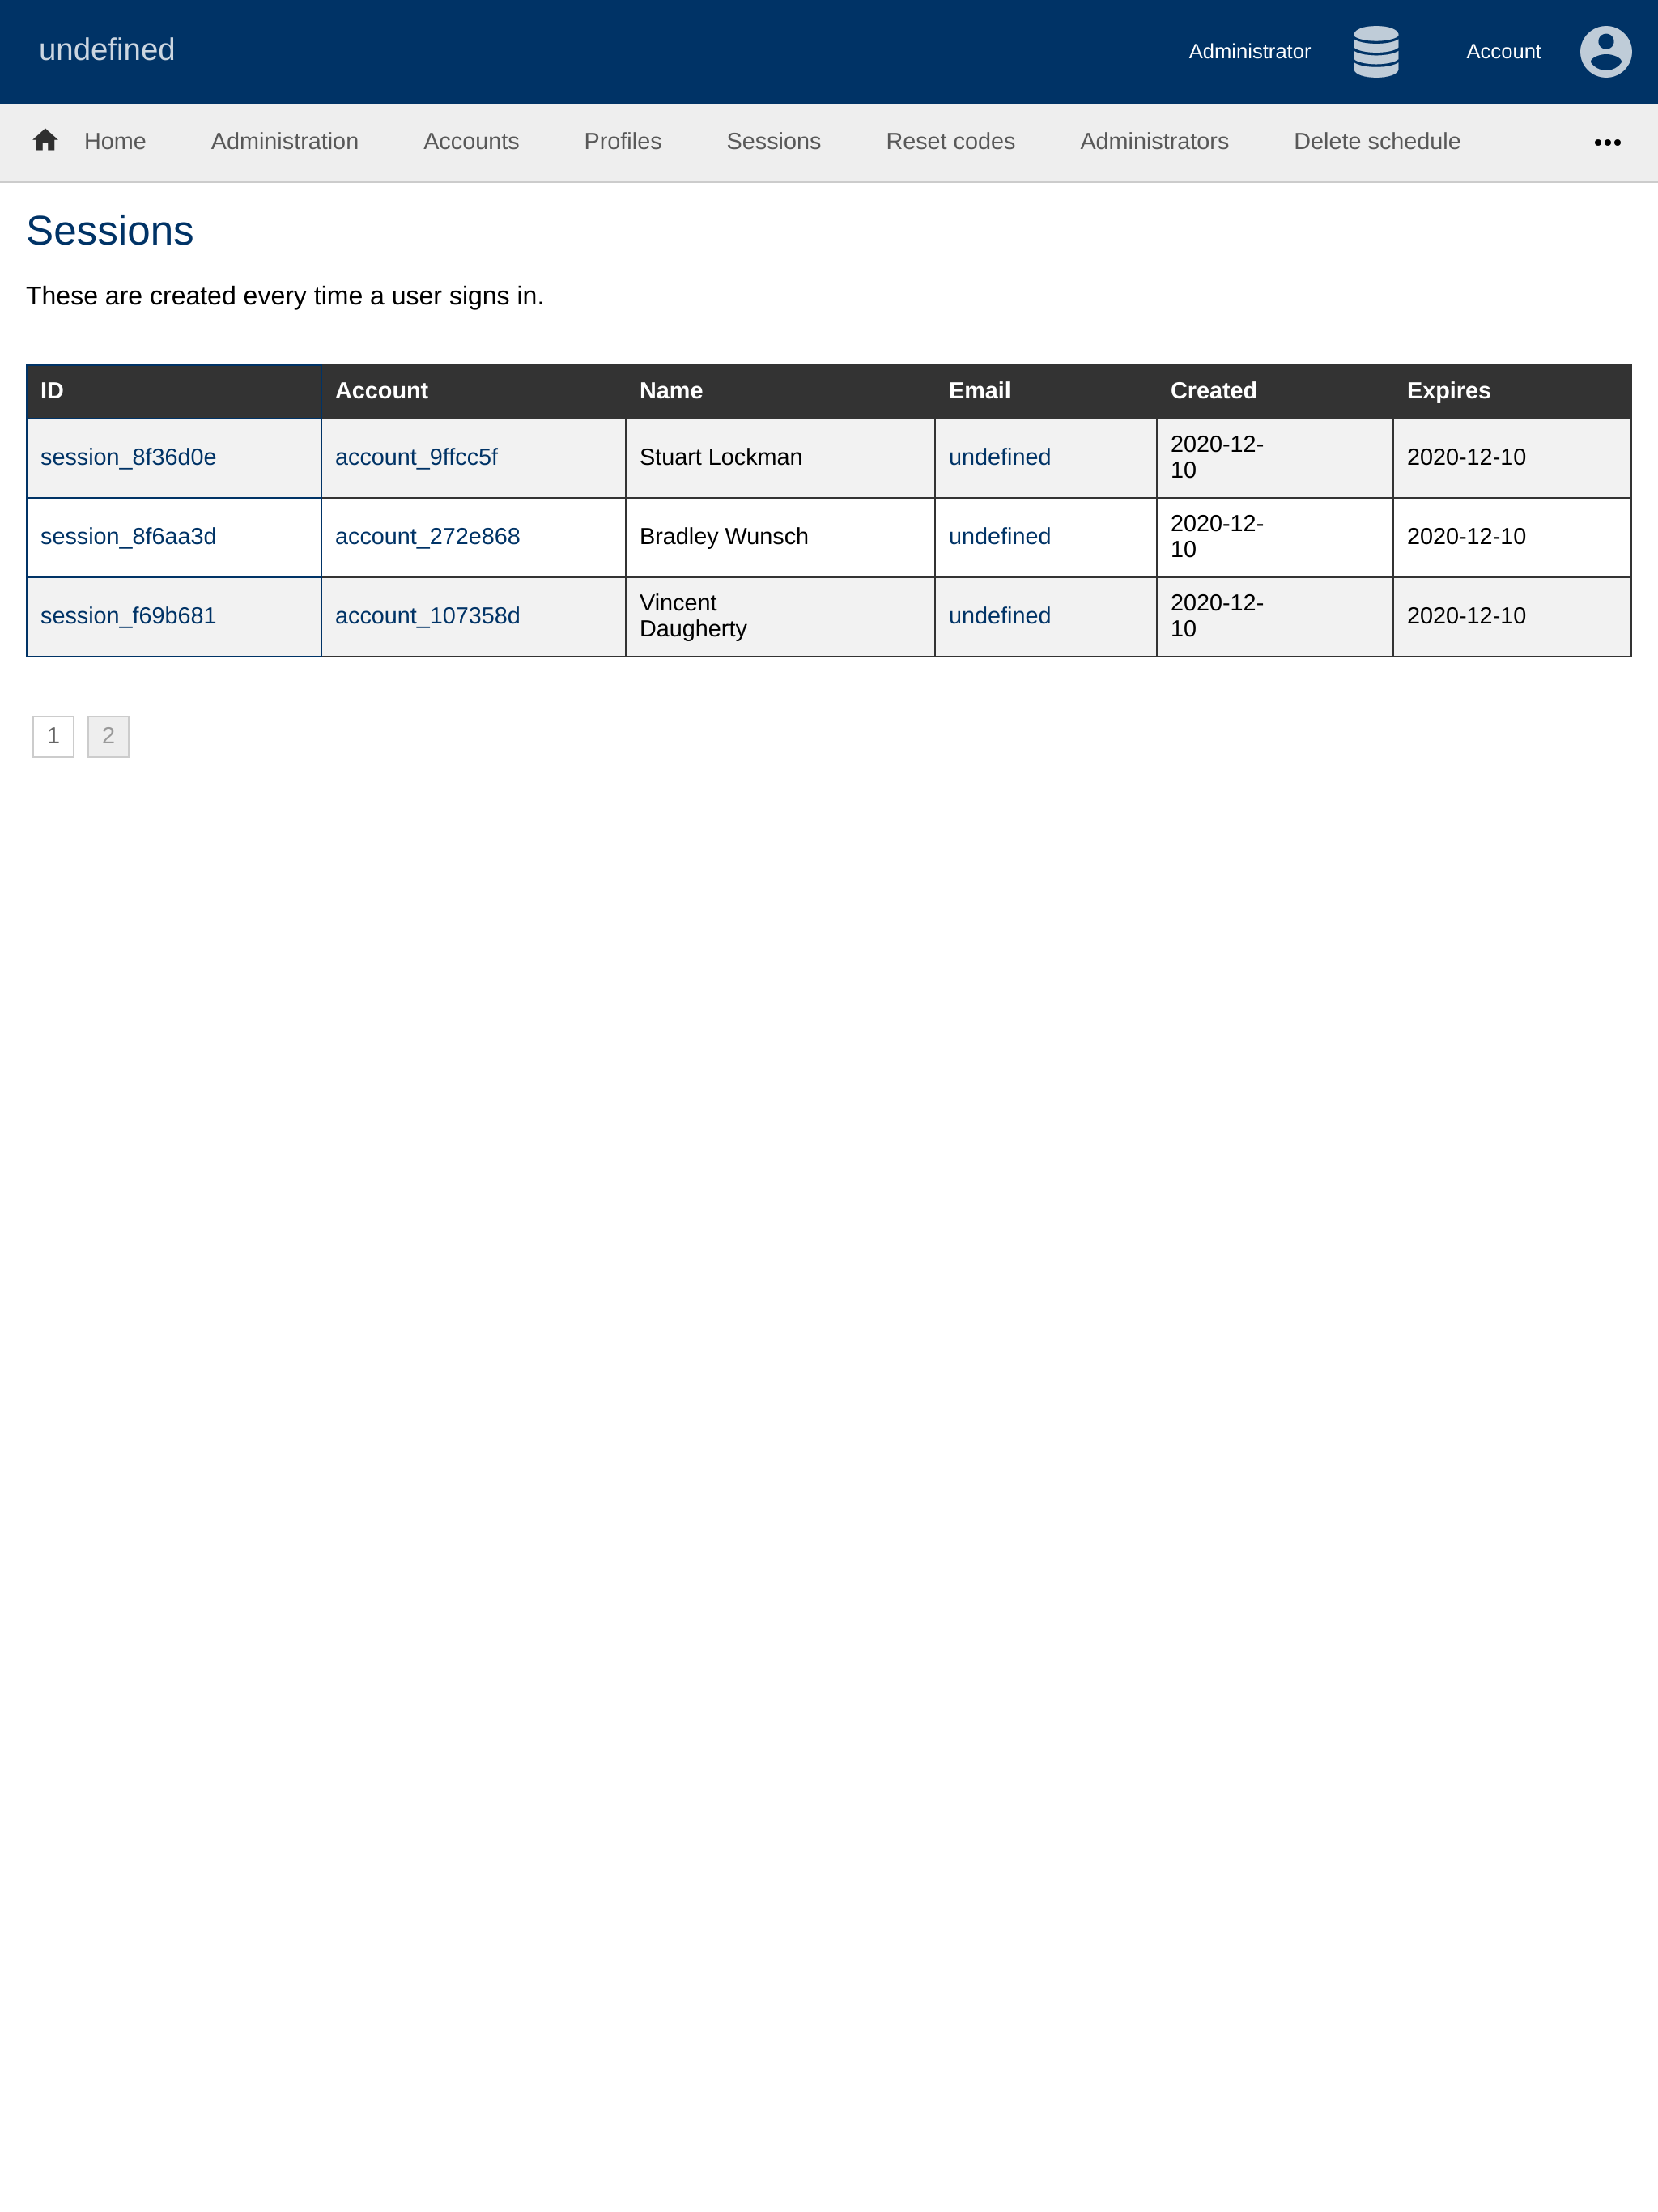 undefined
Administrator
Account
Home Administration Accounts Profiles Sessions Reset codes Administrators Delete schedule
Sessions
These are created every time a user signs in.
ID Account Name Email Created Expires
session_8f36d0e account_9ffcc5f Stuart Lockman undefined 2020-12-
10 2020-12-10
session_8f6aa3d account_272e868 Bradley Wunsch undefined 2020-12-
10 2020-12-10
session_f69b681 account_107358d Vincent
Daugherty undefined 2020-12-
10 2020-12-10
1 2